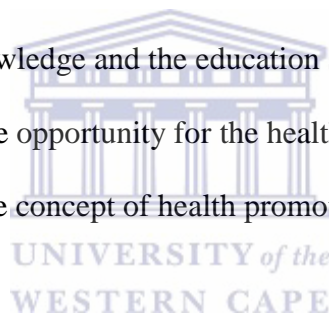 wledge and the education
e opportunity for the healt
e concept of health promo
UNIVERSITY of the
WESTERN CAPE